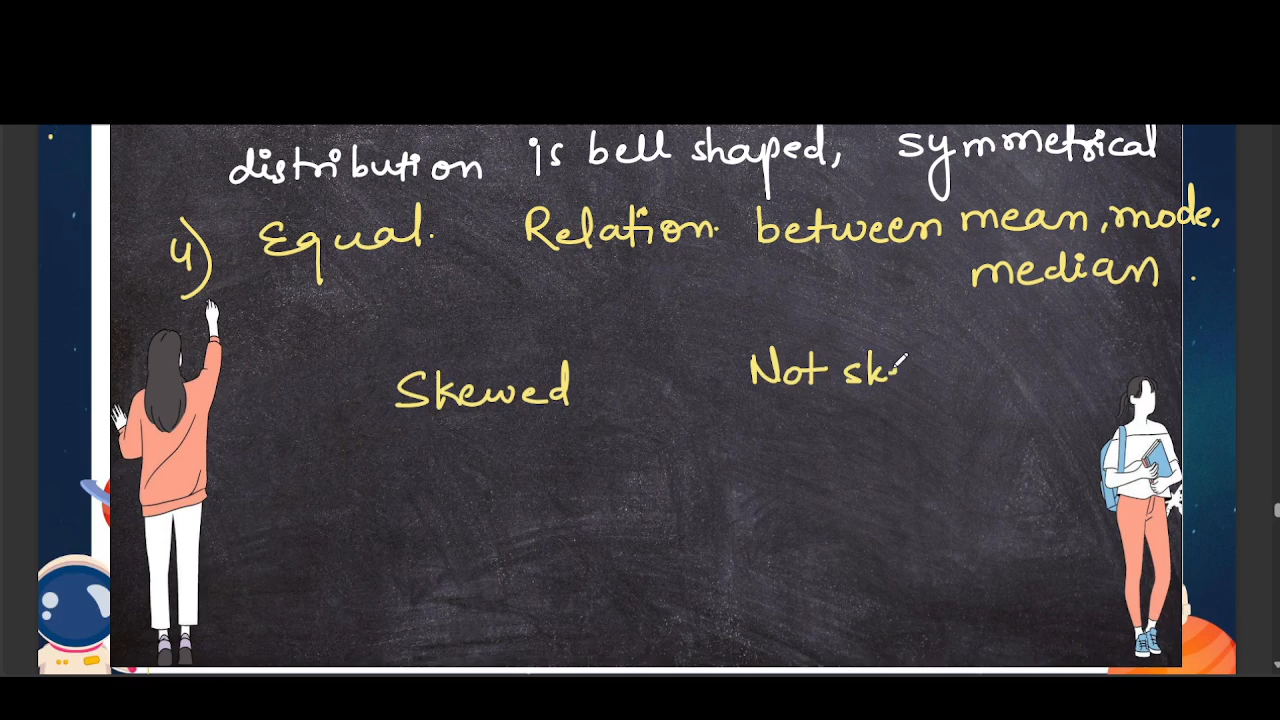 distribution is bell shaped, symmetrical
4) Equal. Relation between mean, mode,
median.
Skewed Not sk